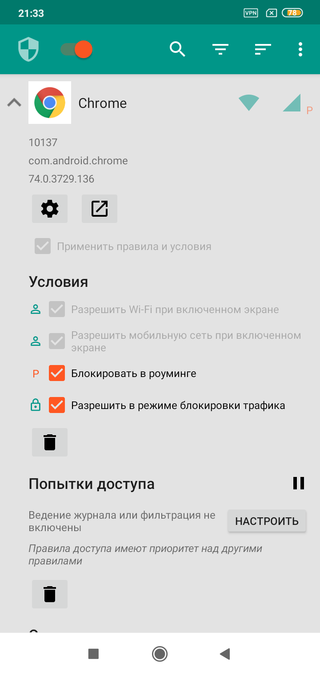 21:33
VPN
78
Chrome
P
10137
com.android.chrome
74.0.3729.136
Применить правила и условия
Условия
Разрешить Wi-Fi при включенном экране
Разрешить мобильную сеть при включенном
экране
P Блокировать в роуминге
Разрешить в режиме блокировки трафика
Попытки доступа
Ведение журнала или фильтрация не
включены
НАСТРОИТЬ
Правила доступа имеют приоритет над другими
правилами